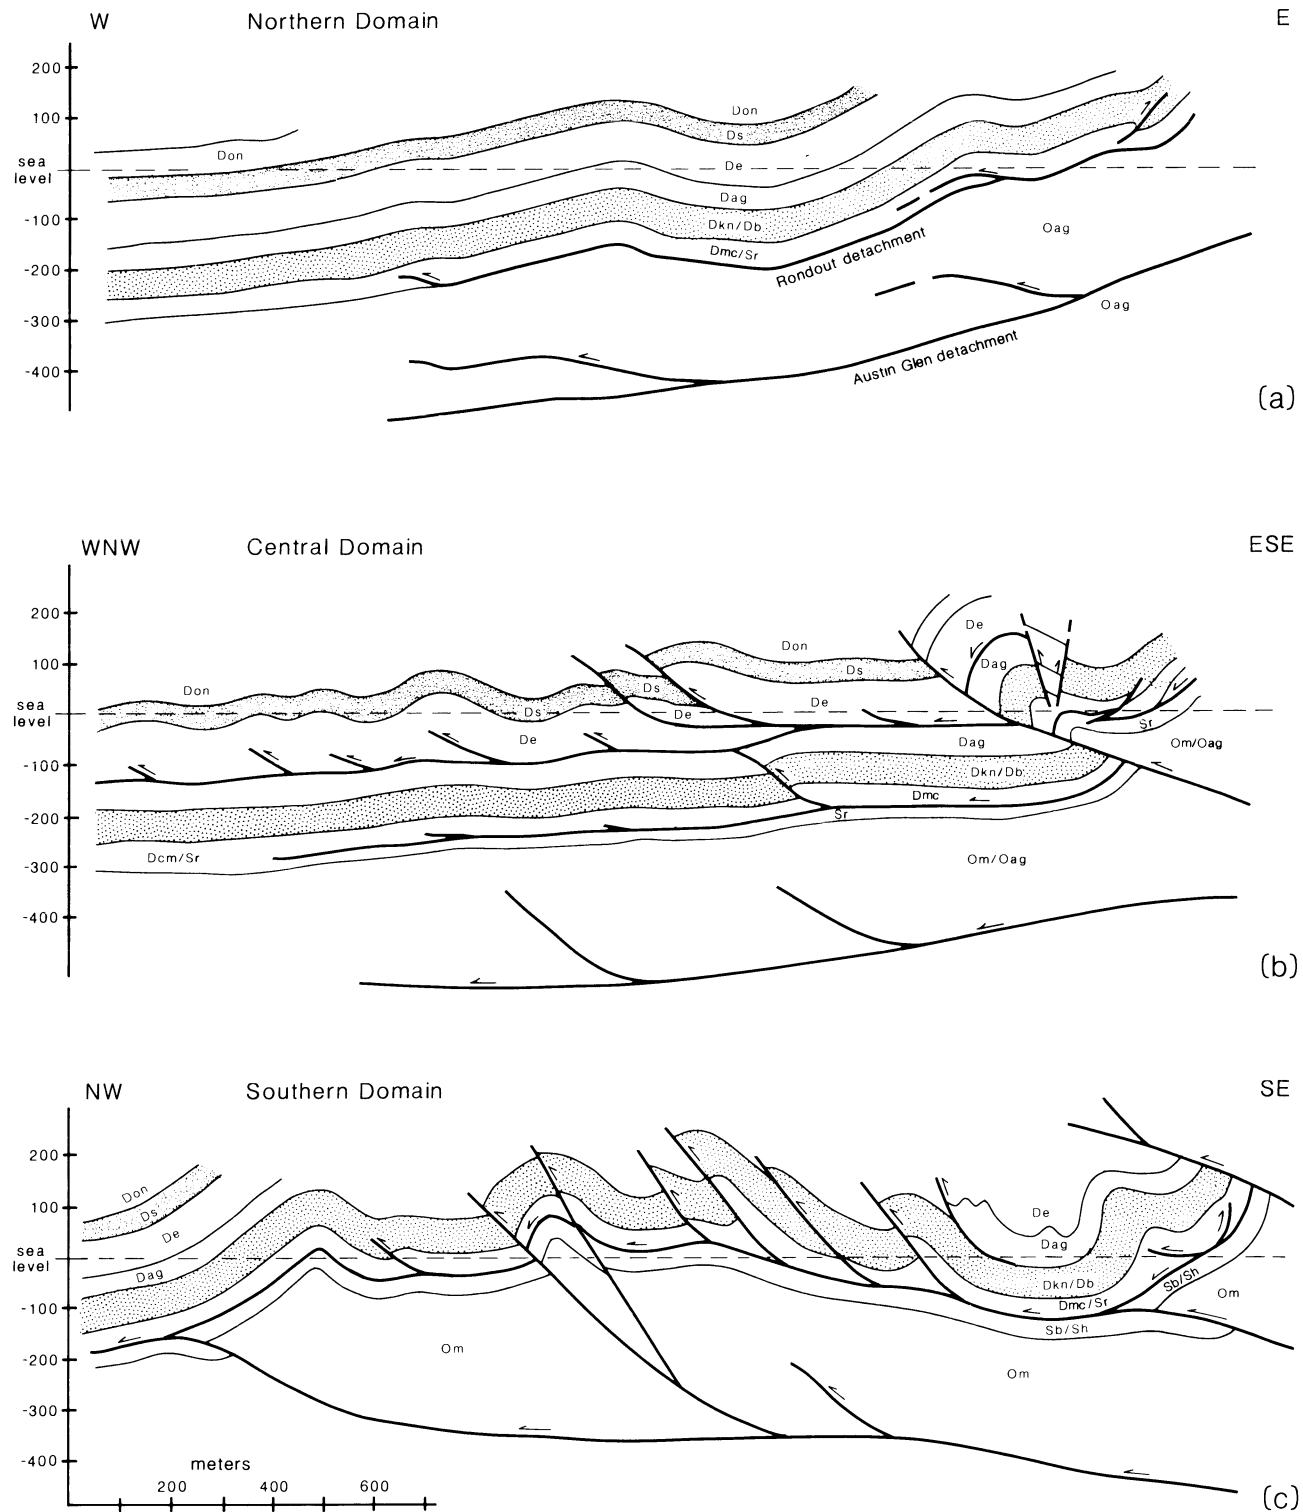 W Northern Domain E
200
100
sea
level
-100
-200
-300
-400
Don
Don
Ds
De
Dag
Dkn/Db
Dmc/Sr
Rondout detachment
Oag
Oag
Austin Glen detachment
(a)
WNW Central Domain ESE
200
100
sea
level
-100
-200
-300
-400
De
Don
Dag
Ds
Don
Ds
De
De
Ds
Sr
De
Dag
Om/Oag
Dkn/Db
Dmc
Sr
Dcm/Sr
Om/Oag
(b)
NW Southern Domain SE
200
100
sea
level
-100
-200
-300
-400
Don
Ds
De
Dag
De
Dag
Dkn/Db
Sb/Sh
Om
Dmc/Sr
Sb/Sh
Om
Om
meters
200 400 600
(c)